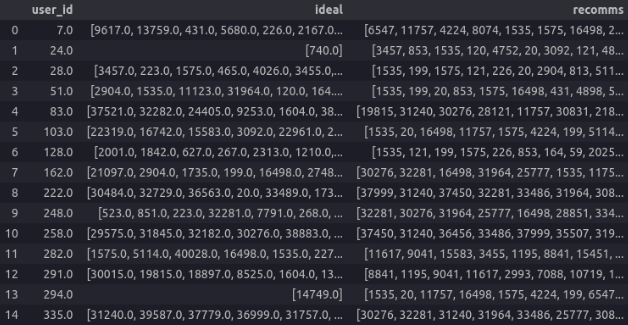 user_id ideal recomms
0 7.0 [9617.0, 13759.0, 431.0, 5680.0, 226.0, 2167.0... [6547, 11757, 4224, 8074, 1535, 1575, 16498, 2...
1 24.0 [740.0] [3457, 853, 1535, 120, 4752, 20, 3092, 121, 48...
2 28.0 [3457.0, 223.0, 1575.0, 465.0, 4026.0, 3455.0,... [1535, 199, 1575, 121, 226, 20, 2904, 813, 511...
3 51.0 [2904.0, 1535.0, 11123.0, 31964.0, 120.0, 164.... [1535, 199, 20, 853, 1575, 16498, 431, 4898, 5...
4 83.0 [37521.0, 32282.0, 24405.0, 9253.0, 1604.0, 38... [19815, 31240, 30276, 28121, 11757, 30831, 218...
5 103.0 [22319.0, 16742.0, 15583.0, 3092.0, 22961.0, 2... [1535, 20, 16498, 11757, 1575, 4224, 199, 5114...
6 128.0 [2001.0, 1842.0, 627.0, 267.0, 2313.0, 1210.0,... [1535, 121, 199, 1575, 226, 853, 164, 59, 2025...
7 162.0 [21097.0, 2904.0, 1735.0, 199.0, 16498.0, 2748... [30276, 32281, 16498, 31964, 25777, 1535, 1175...
8 222.0 [30484.0, 32729.0, 36563.0, 20.0, 33489.0, 173... [37999, 31240, 37450, 32281, 33486, 31964, 308...
9 248.0 [523.0, 851.0, 223.0, 32281.0, 7791.0, 268.0, ... [32281, 30276, 31964, 25777, 16498, 28851, 334...
10 258.0 [29575.0, 31845.0, 32182.0, 30276.0, 38883.0, ... [37450, 31240, 36456, 33486, 37999, 35507, 319...
11 282.0 [1575.0, 5114.0, 40028.0, 16498.0, 1535.0, 227... [11617, 9041, 15583, 3455, 1195, 8841, 15451, ...
12 291.0 [30015.0, 19815.0, 18897.0, 8525.0, 1604.0, 13... [8841, 1195, 9041, 11617, 2993, 7088, 10719, 1...
13 294.0 [14749.0] [1535, 20, 11757, 16498, 1575, 4224, 199, 6547...
14 335.0 [31240.0, 39587.0, 37779.0, 36999.0, 31757.0, ... [30276, 32281, 31240, 31964, 33486, 25777, 308...